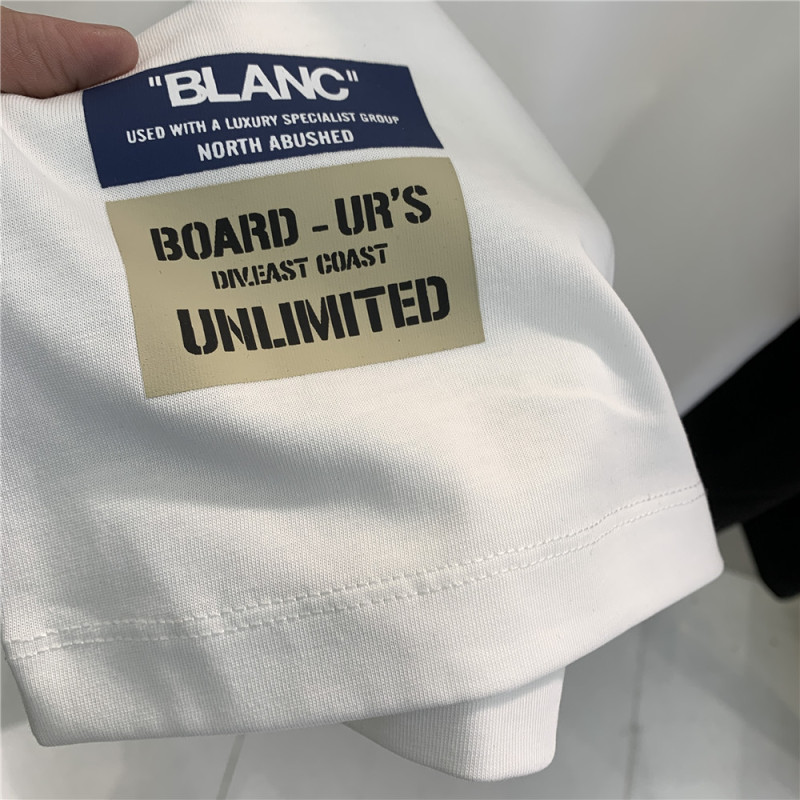 "BLANC"
USED WITH A LUXURY SPECIALIST GROUP
NORTH ABUSHED
BOARD - UR'S
DIV.EAST COAST
UNLIMITED